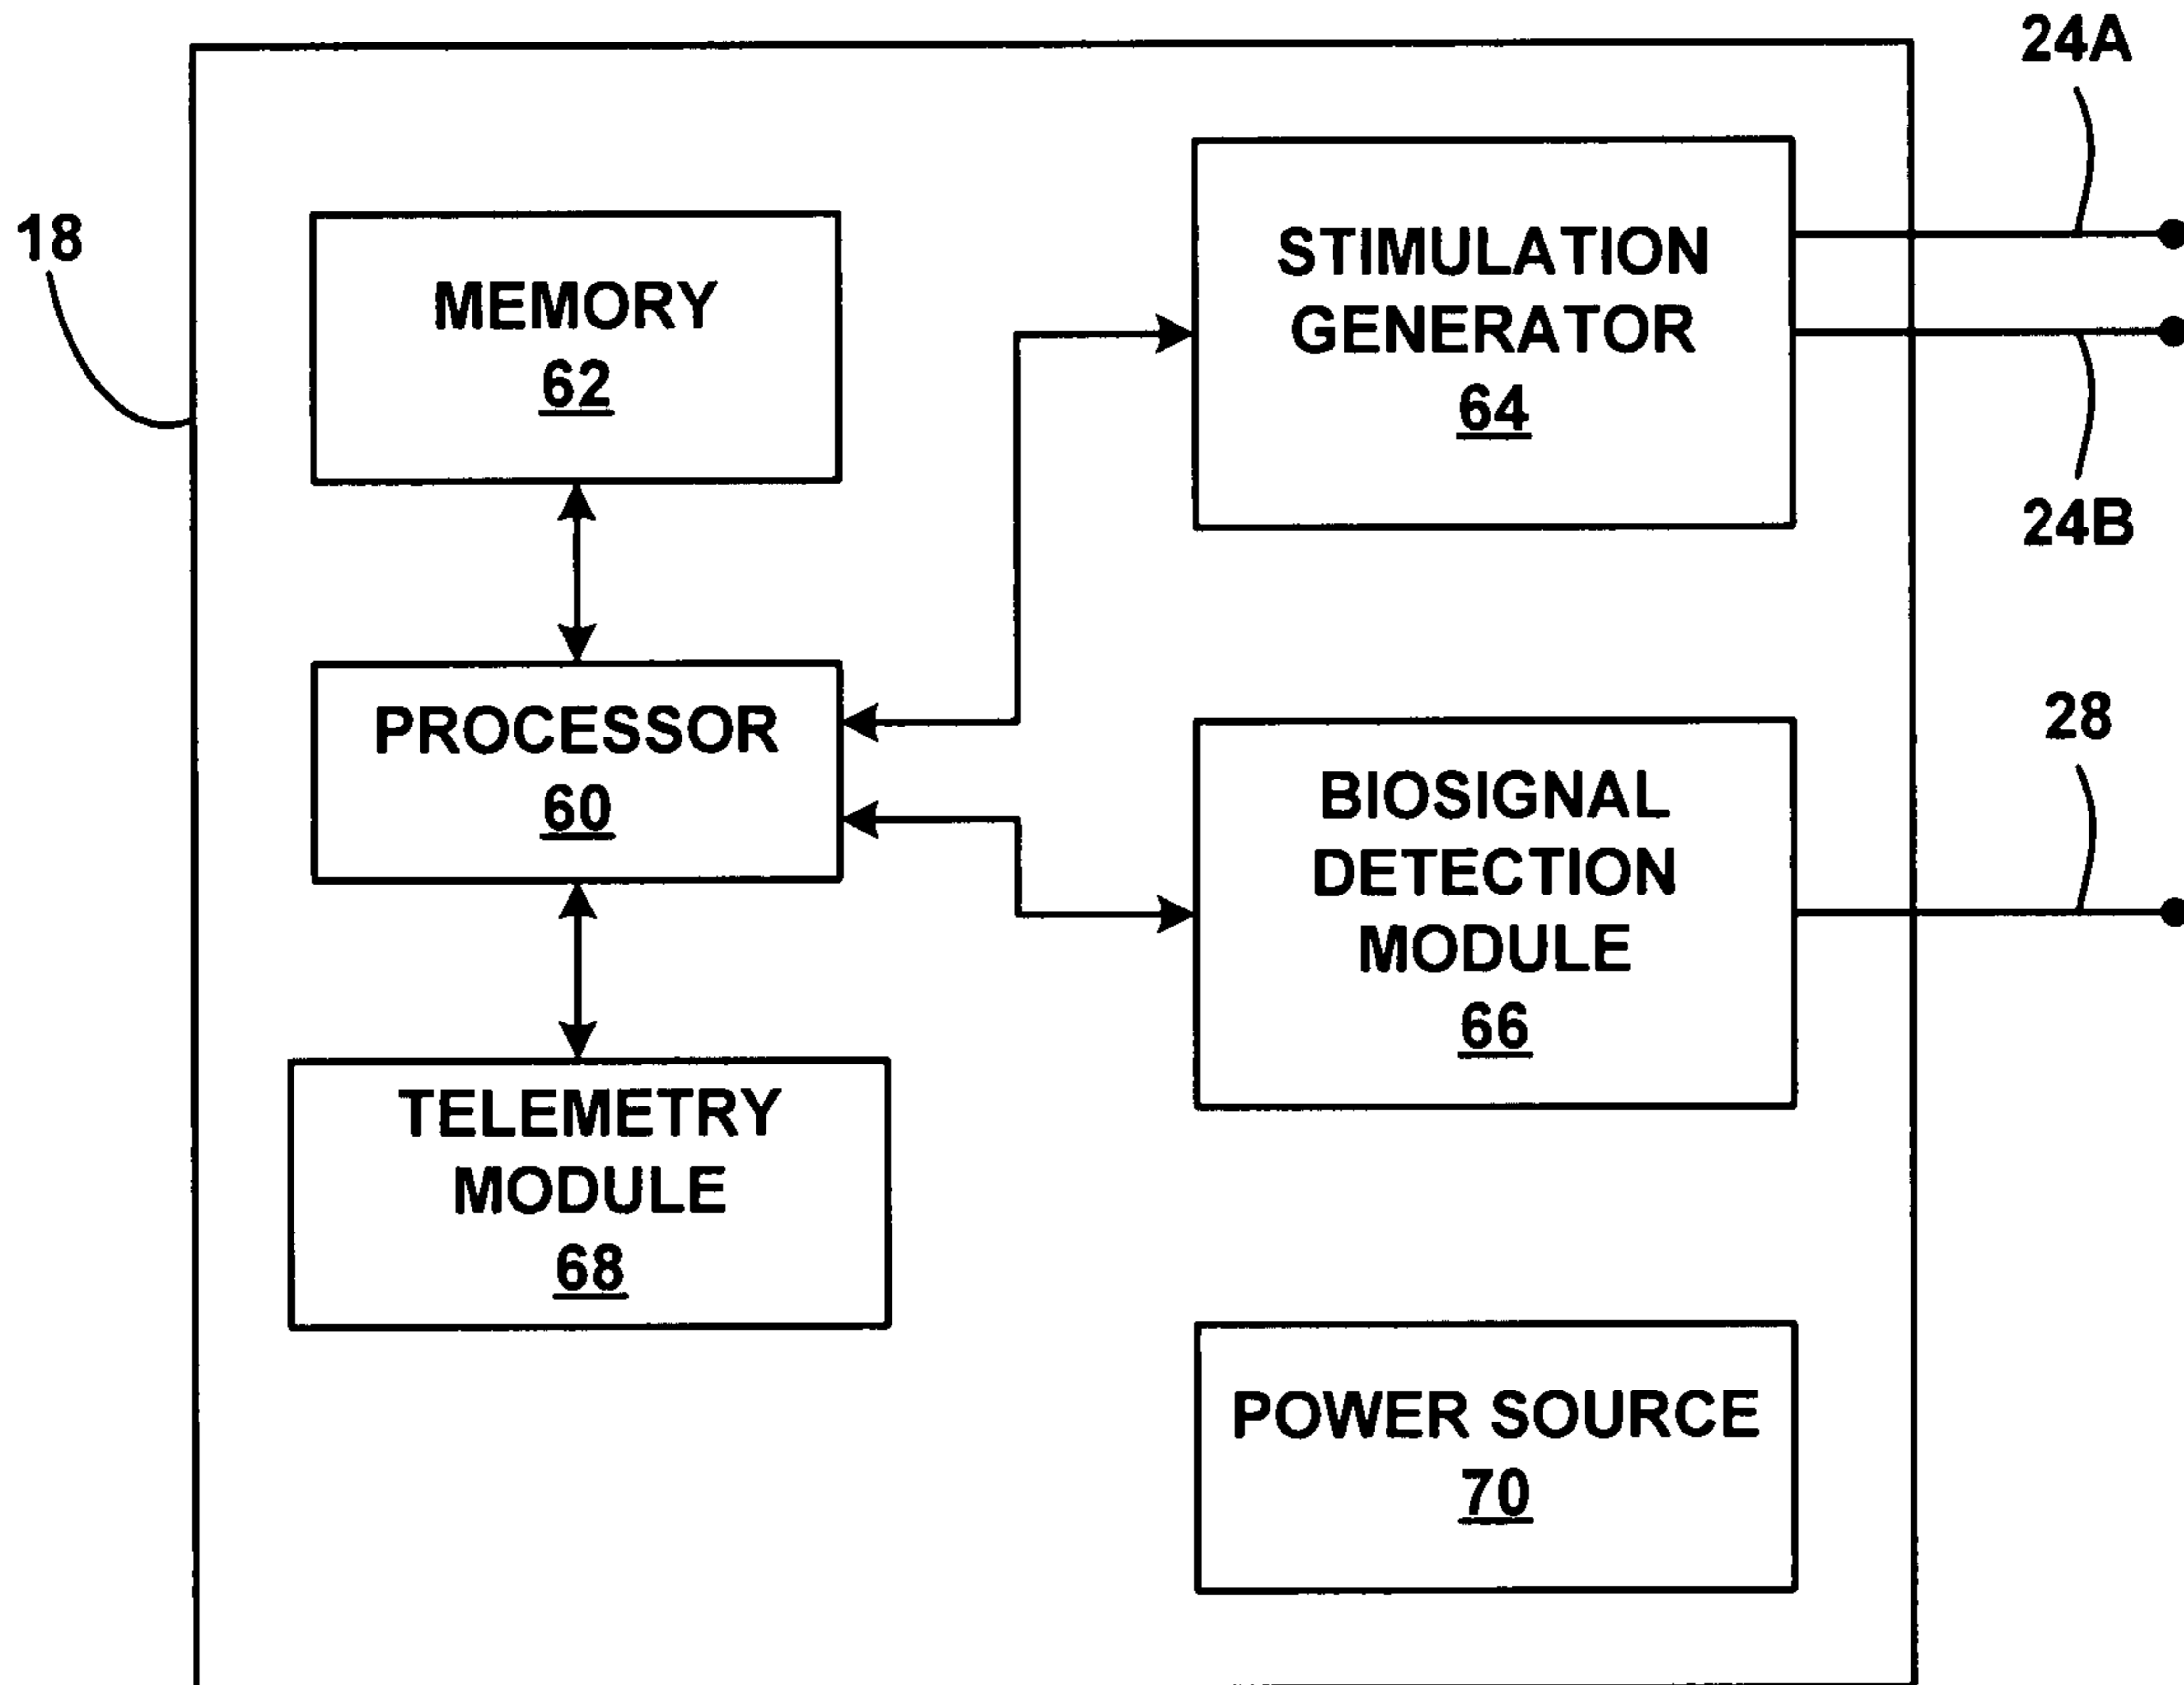 24A
18
MEMORY
62
STIMULATION
GENERATOR
64
24B
PROCESSOR
60
28
BIOSIGNAL
DETECTION
MODULE
66
TELEMETRY
MODULE
68
POWER SOURCE
70